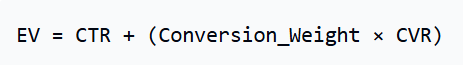 EV = CTR + (Conversion_Weight × CVR)